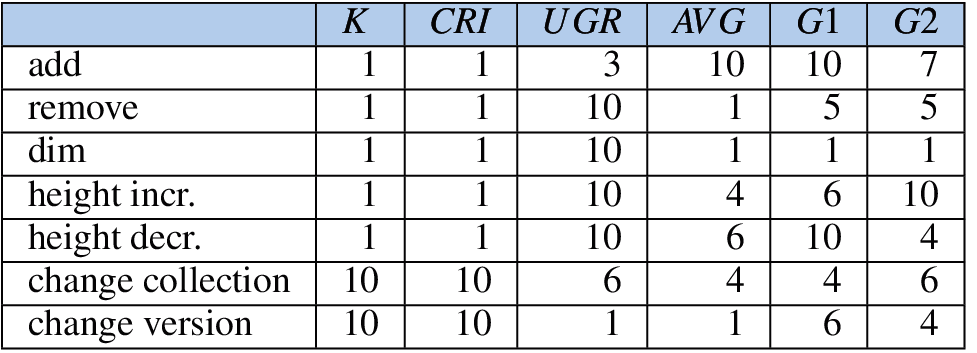 K CRI UGR AVG G1 G2
add 1 1 3 10 10 7
remove 1 1 10 1 5 5
dim 1 1 10 1 1 1
height incr. 1 1 10 4 6 10
height decr. 1 1 10 6 10 4
change collection 10 10 6 4 4 6
change version 10 10 1 1 6 4